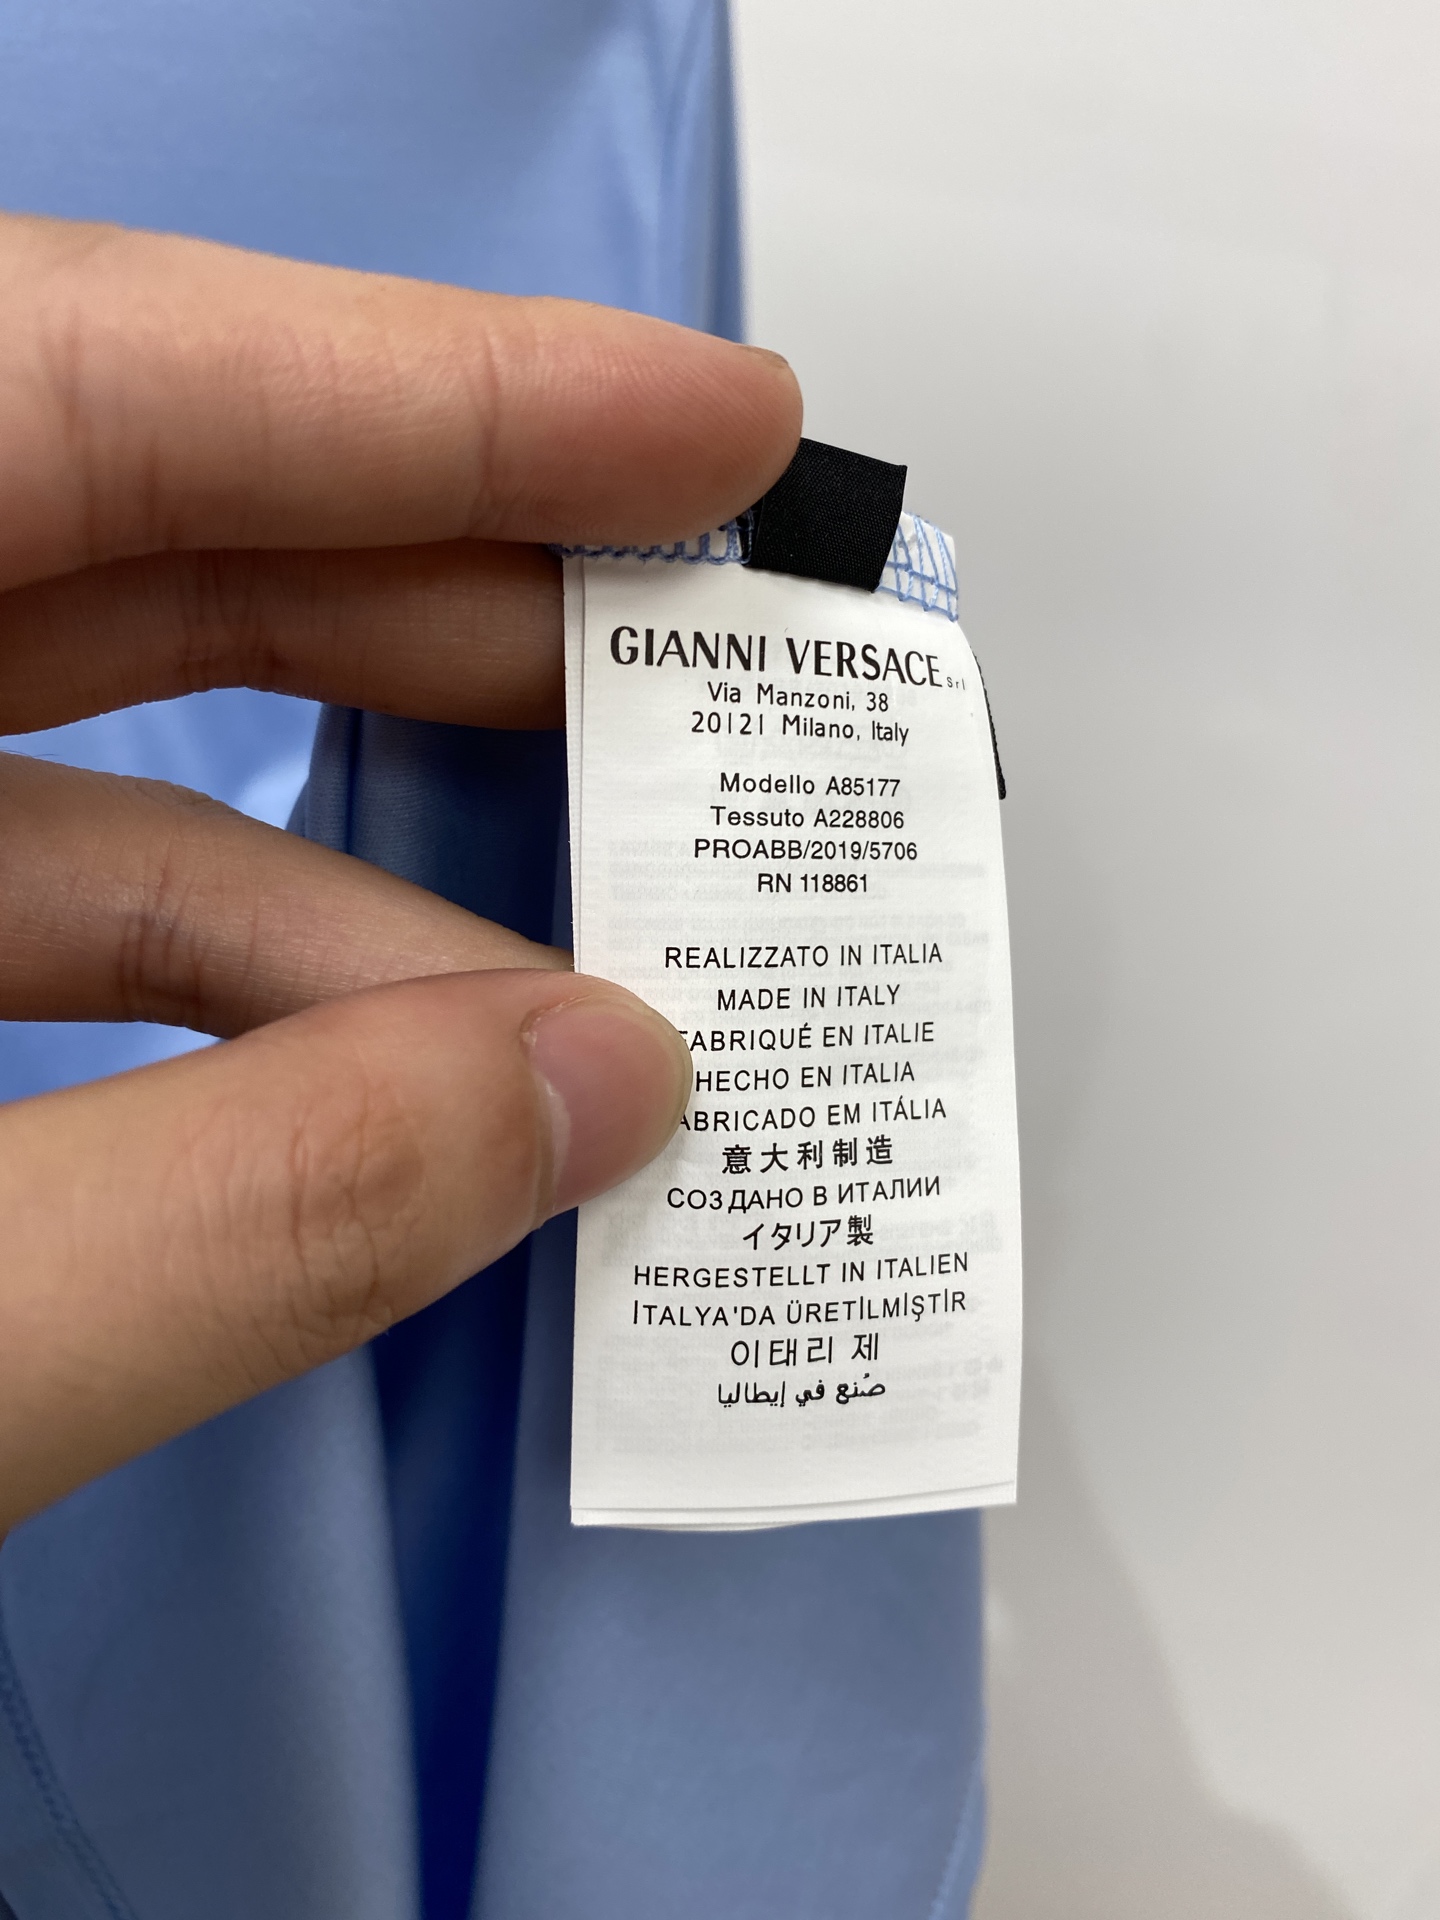 GIANNI VERSACE Srl
Via Manzoni, 38
20121 Milano, Italy
Modello A85177
Tessuto A228806
PROABB/2019/5706
RN 118861
REALIZZATO IN ITALIA
MADE IN ITALY
FABRIQUÉ EN ITALIE
HECHO EN ITALIA
ABRICADO EM ITÁLIA
意大利制造
СОЗДАНО В ИТАЛИИ
イタリア製
HERGESTELLT IN ITALIEN
İTALYA'DA ÜRETİLMİŞTİR
이태리 제
صُنع في إيطاليا